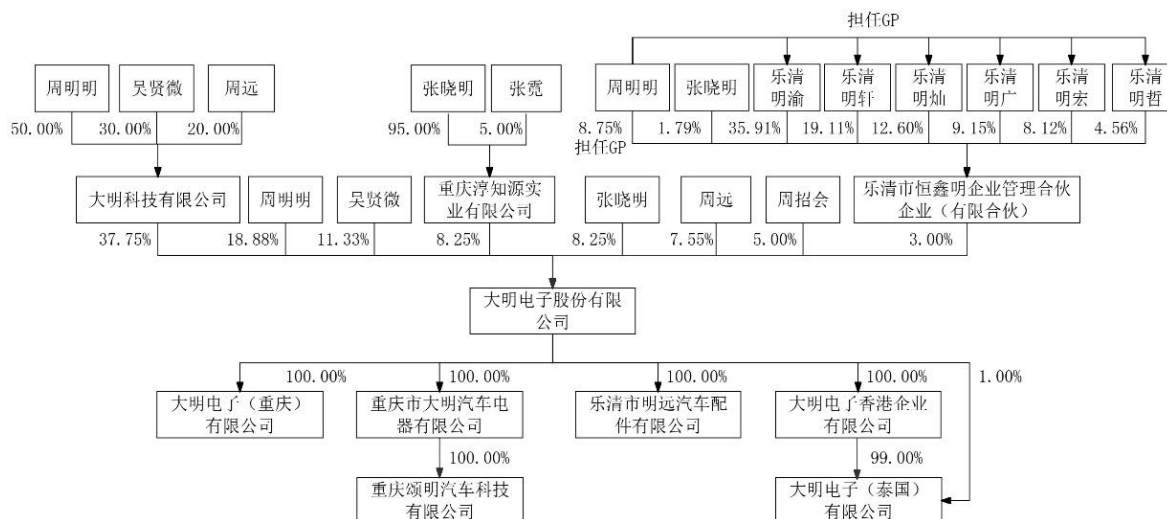 担任GP
周明明
吴贤微
周远
张晓明
张霓
周明明
张晓明
乐清
明渝
乐清
明轩
乐清
明灿
乐清
明广
乐清
明宏
乐清
明哲
50.00%
30.00%
20.00%
95.00%
5.00%
8.75%
1.79%
35.91%
19.11%
12.60%
9.15%
8.12%
4.56%
担任GP
大明科技有限公司
周明明
吴贤微
重庆淳知源实
业有限公司
张晓明
周远
周招会
乐清市恒鑫明企业管理合伙
企业（有限合伙）
37.75%
18.88%
11.33%
8.25%
8.25%
7.55%
5.00%
3.00%
大明电子股份有限
公司
100.00%
100.00%
100.00%
100.00%
1.00%
大明电子（重庆）
有限公司
重庆市大明汽车电
器有限公司
乐清市明远汽车配
件有限公司
大明电子香港企业
有限公司
100.00%
99.00%
重庆颂明汽车科技
有限公司
大明电子（泰国）
有限公司